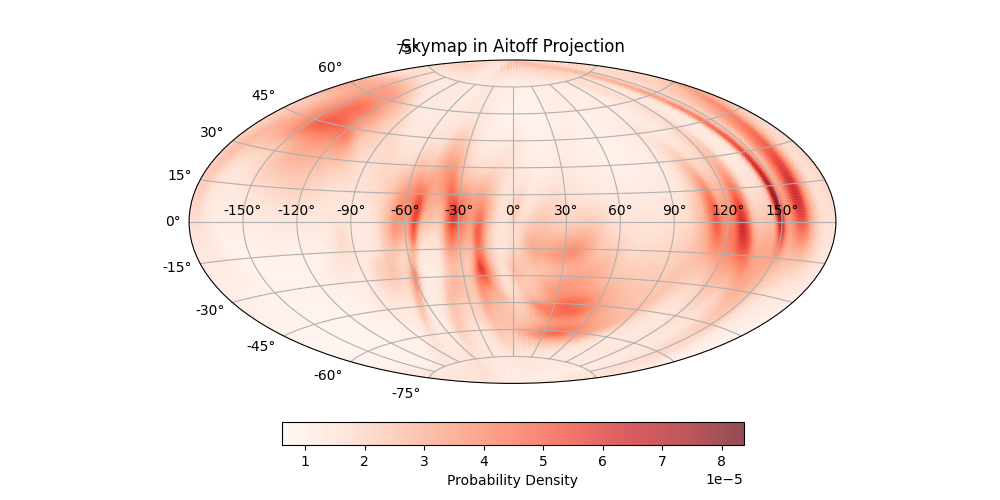 Skymap in Aitoff Projection
75°
60°
45°
30°
15°
-150° -120° -90° -60° -30° 0° 30° 60° 90° 120° 150°
0°
-15°
-30°
-45°
-60°
-75°
1 2 3 4 5 6 7 8
1e−5
Probability Density